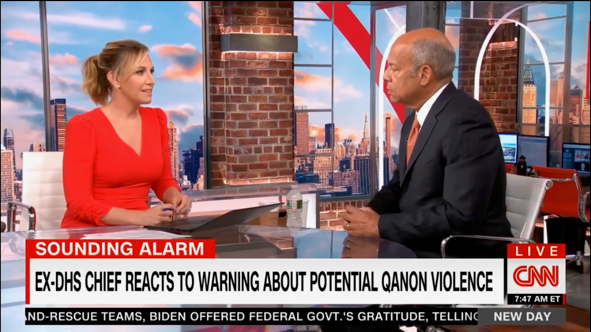 SOUNDING ALARM
EX-DHS CHIEF REACTS TO WARNING ABOUT POTENTIAL QANON VIOLENCE
LIVE
CNN
7:47 AM ET
AND-RESCUE TEAMS, BIDEN OFFERED FEDERAL GOVT.'S GRATITUDE, TELLING
NEW DAY